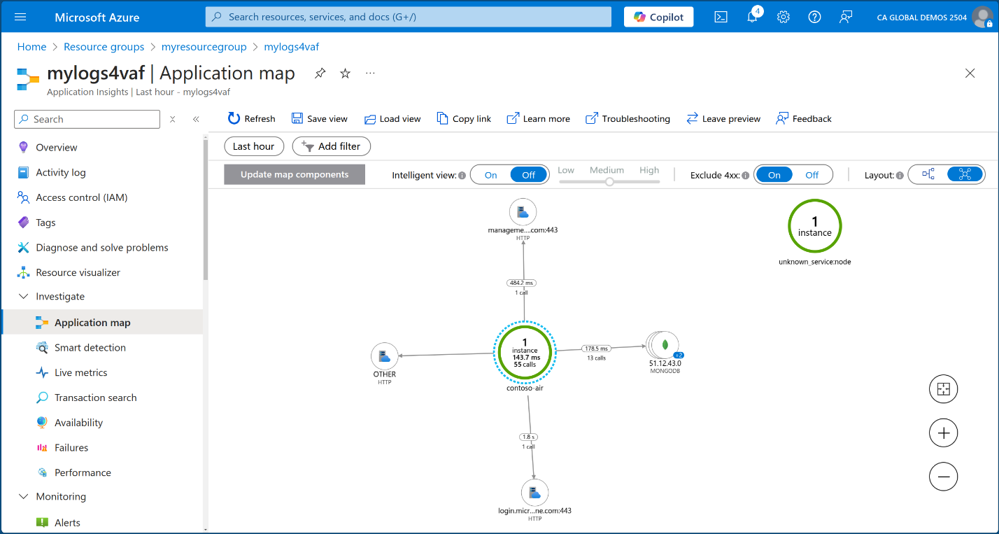 Microsoft Azure
Search resources, services, and docs (G+/)
Copilot
4
CA GLOBAL DEMOS 2504
Home > Resource groups > myresourcegroup > mylogs4vaf
mylogs4vaf | Application map
Application Insights | Last hour - mylogs4vaf
Search
Refresh
Save view
Load view
Copy link
Learn more
Troubleshooting
Leave preview
Feedback
Overview
Activity log
Access control (IAM)
Tags
Diagnose and solve problems
Resource visualizer
Investigate
Application map
Smart detection
Live metrics
Transaction search
Availability
Failures
Performance
Monitoring
Alerts
Last hour
Add filter
Update map components
Intelligent view:
On
Off
Low
Medium
High
Exclude 4xx:
On
Off
Layout:
manageme....com:443
HTTP
484.2 ms
1 call
1
instance
unknown_service:node
1
instance
143.7 ms
55 calls
contoso-air
OTHER
HTTP
178.5 ms
13 calls
+2
51.12.43.0
MONGODB
1.8 s
1 call
login.micr...ne.com:443
HTTP